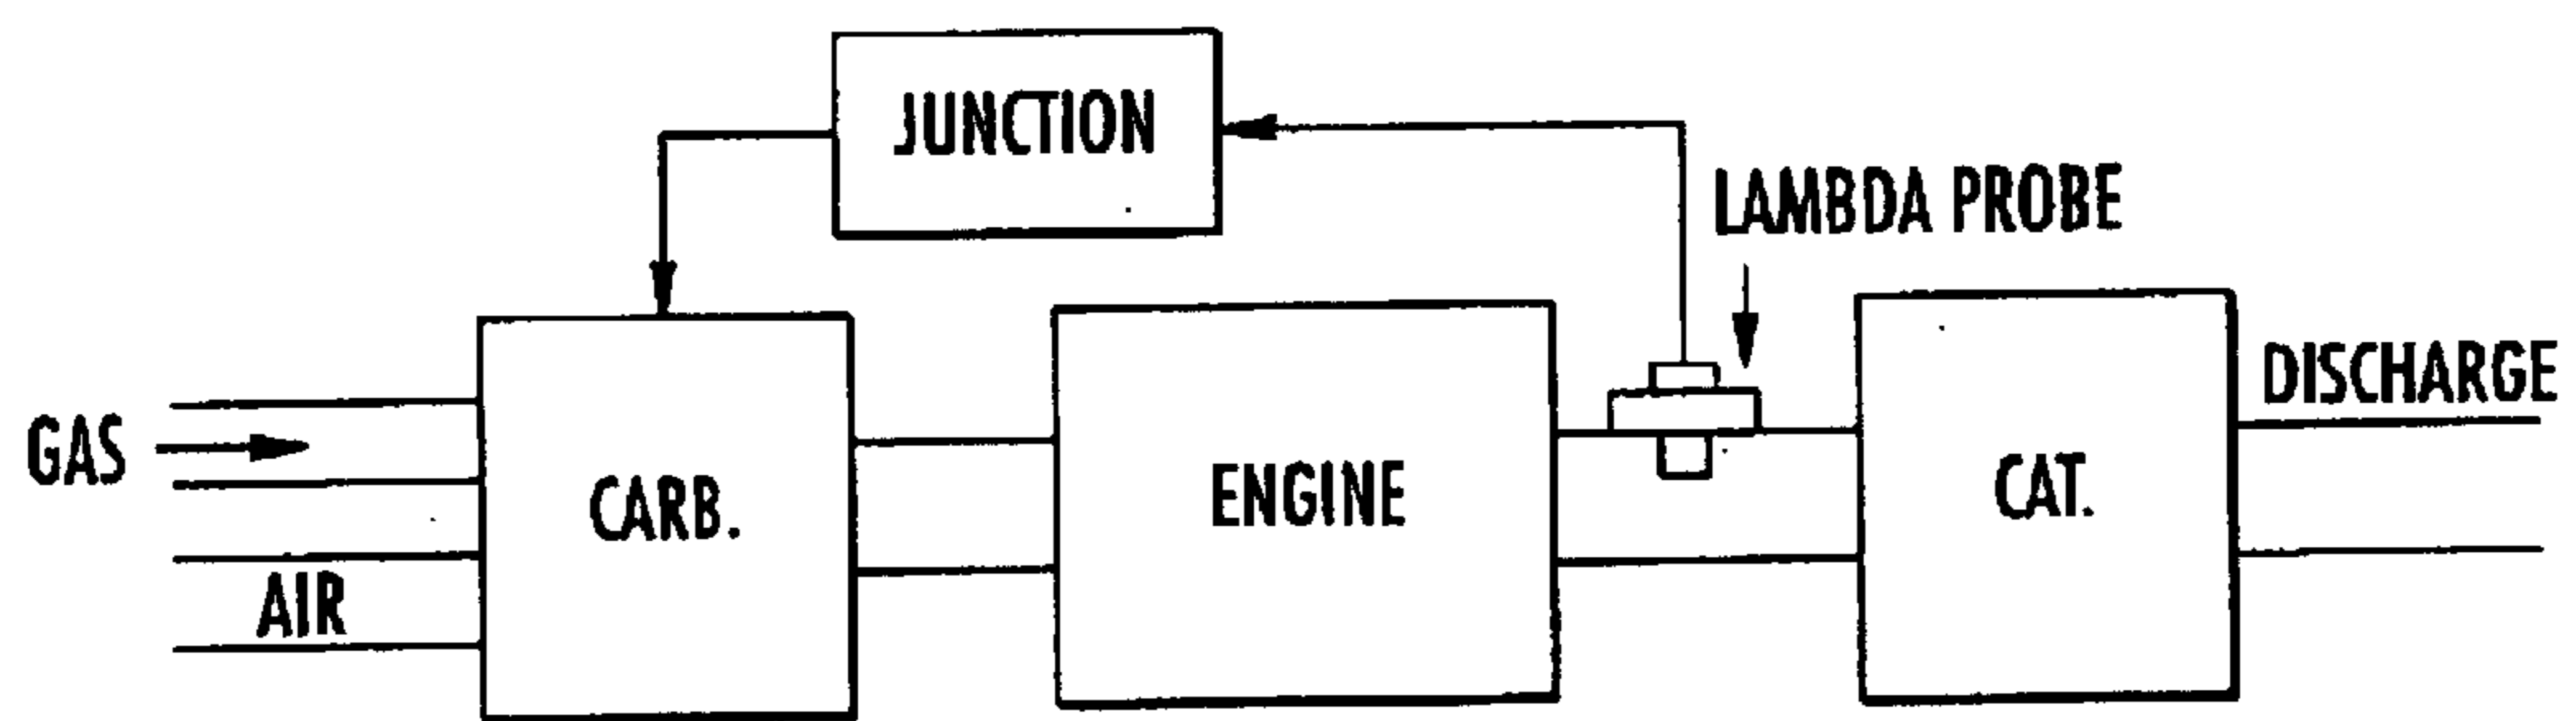 JUNCTION
LAMBDA PROBE
GAS
AIR
CARB.
ENGINE
CAT.
DISCHARGE